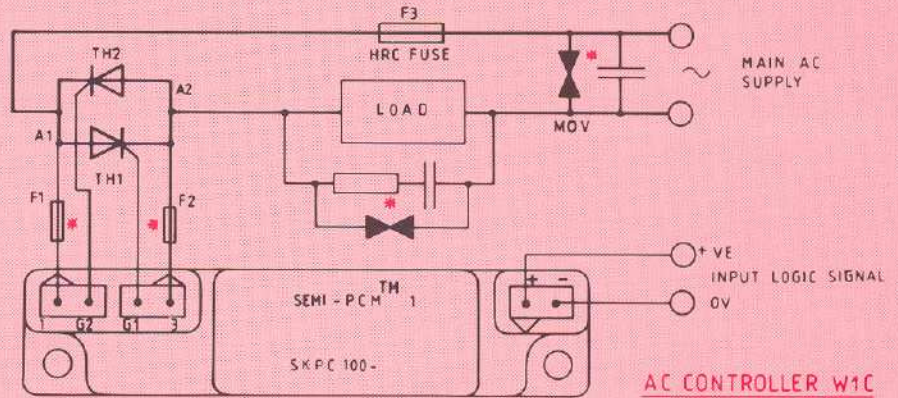 F3
HRC FUSE
TH2
A2
A1
TH1
LOAD
MOV
*
MAIN AC
SUPPLY
*
F1
*
*
F2
+ VE
INPUT LOGIC SIGNAL
0V
+ -
1 G2 G1 3
SEMI-PCM TM 1
SKPC 100-
AC CONTROLLER W1C